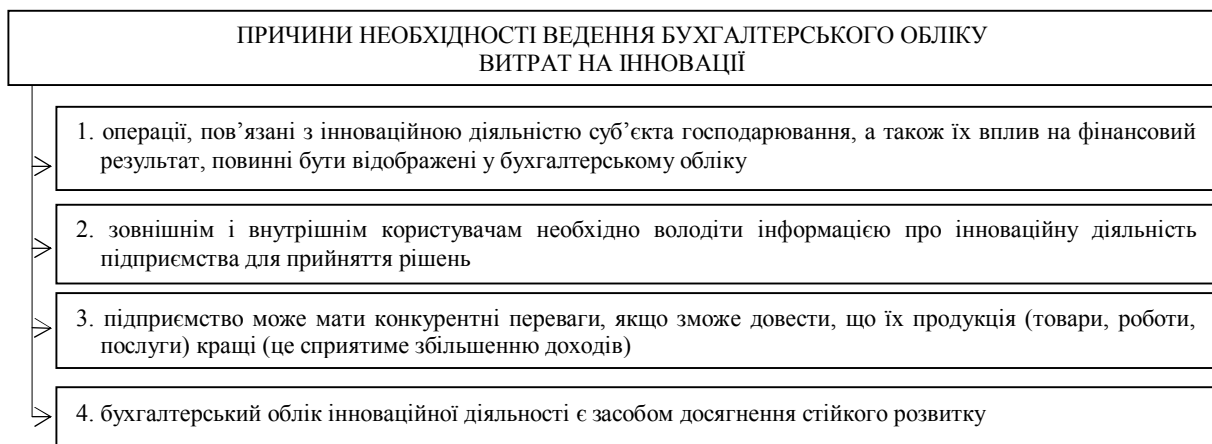 ПРИЧИНИ НЕОБХІДНОСТІ ВЕДЕННЯ БУХГАЛТЕРСЬКОГО ОБЛІКУ
ВИТРАТ НА ІННОВАЦІЇ
1. операції, пов’язані з інноваційною діяльністю суб’єкта господарювання, а також їх вплив на фінансовий
результат, повинні бути відображені у бухгалтерському обліку
2. зовнішнім і внутрішнім користувачам необхідно володіти інформацією про інноваційну діяльність
підприємства для прийняття рішень
3. підприємство може мати конкурентні переваги, якщо зможе довести, що їх продукція (товари, роботи,
послуги) кращі (це сприятиме збільшенню доходів)
4. бухгалтерський облік інноваційної діяльності є засобом досягнення стійкого розвитку